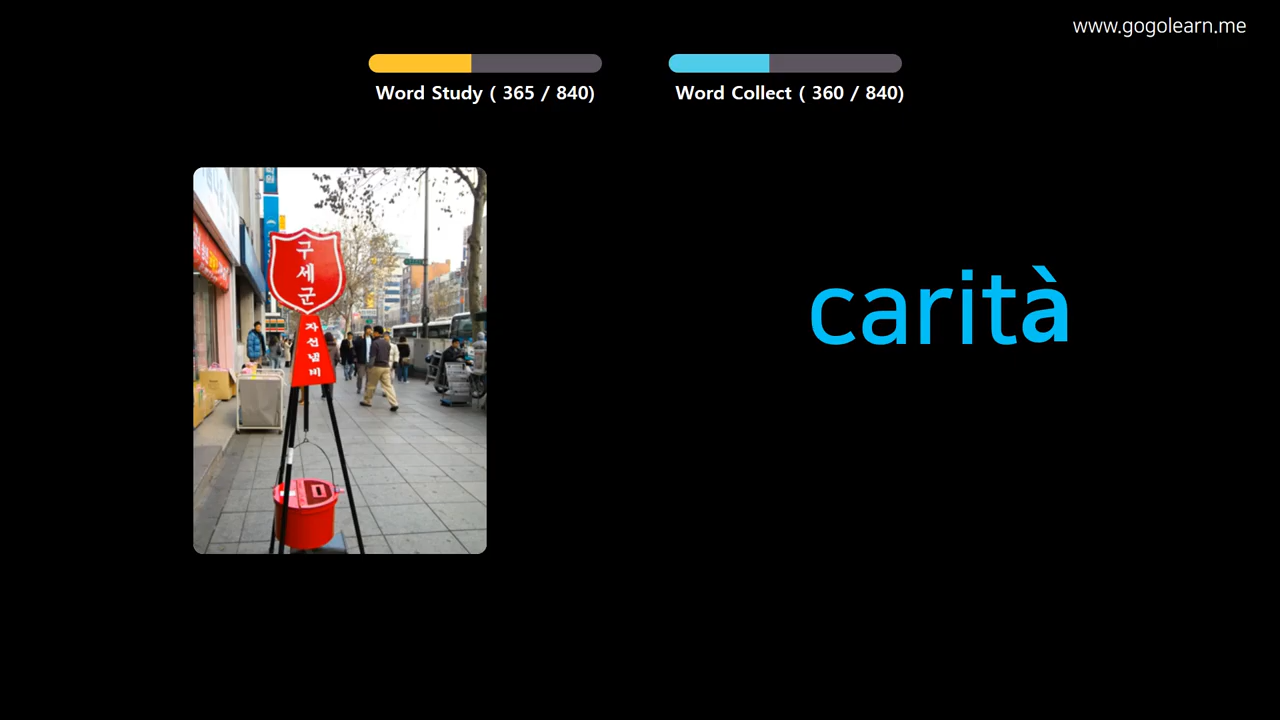 www.gogolearn.me
Word Study ( 365 / 840)
Word Collect ( 360 / 840)
구
세
군
자
선
냄
비
carità